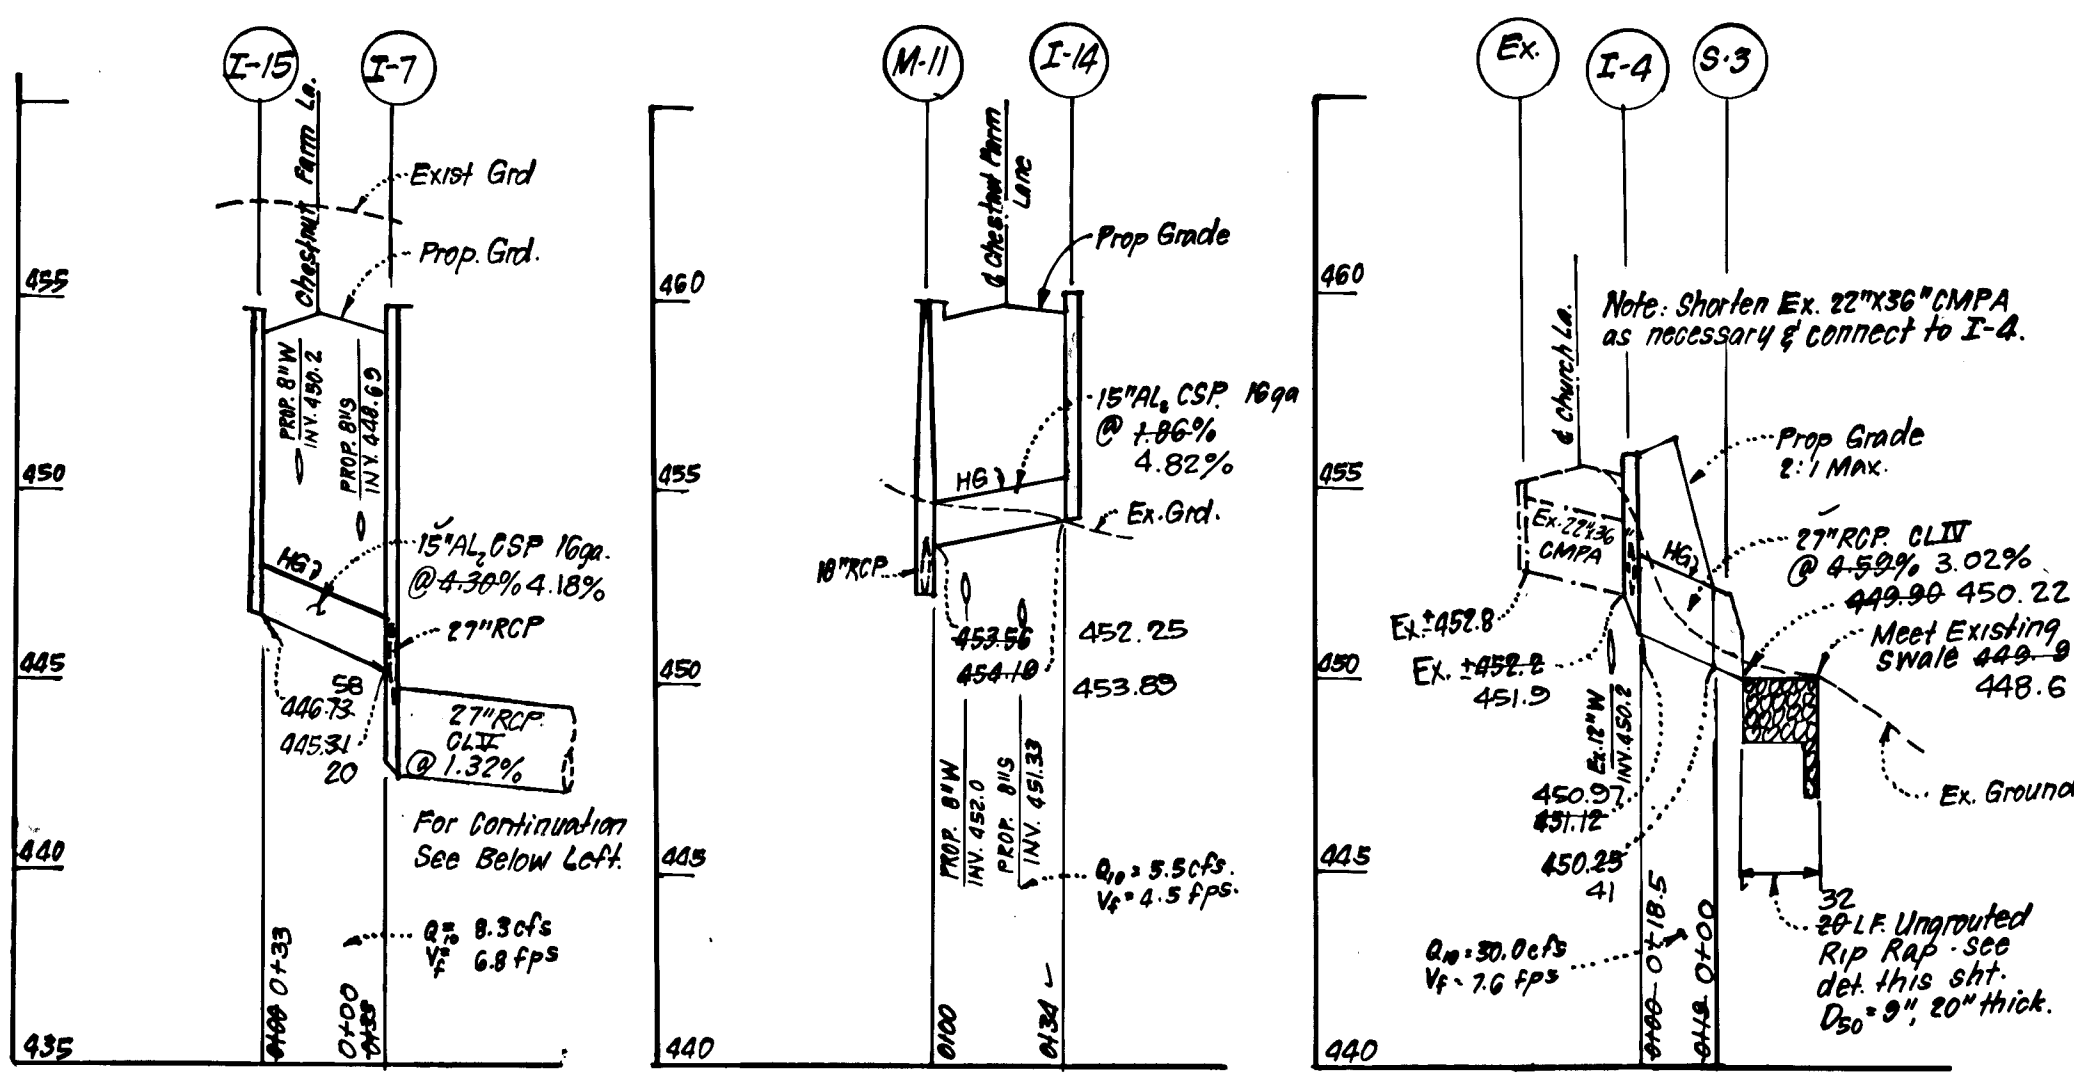 I-15
I-7
Chestnut Farm La.
Exist Grd
Prop. Grd.
455
450
445
440
435
PROP. 8"W
INV. 450.2
PROP. 8"S
INV. 448.69
HG
15"AL2 CSP 16ga.
@ 4.30% 4.18%
27"RCP
58
446.73
445.31
20
27"RCP
CL IV
@ 1.32%
For Continuation
See Below Left.
Q10= 8.3cfs
Vf= 6.8 fps
0+00 0+33
0+00
0+33
M-11
I-14
¢ Chestnut Farm
Lane
Prop Grade
460
455
450
445
440
15"AL2 CSP. 16ga
@ 1.86%
4.82%
HG
Ex. Grd.
18"RCP
453.56 452.25
454.10 453.89
PROP. 8"W
INV. 452.0
PROP. 8"S
INV. 451.33
Q10= 5.5cfs.
Vf= 4.5 fps.
0+00
0+34
Ex.
I-4
S-3
¢ Church La.
460
455
450
445
440
Note: Shorten Ex. 22"X36" CMPA
as necessary & connect to I-4.
Prop Grade
2:1 Max.
Ex. 22"x36
CMPA
HG
27"RCP. CL IV
@ 4.59% 3.02%
449.90 450.22
Meet Existing
swale 449.9
448.6
Ex. ±452.8
Ex. ±452.2
451.9
Ex. 12"W
INV. 450.2
450.97
451.12
450.25
41
Ex. Ground
32
20 LF. Ungrouted
Rip Rap - see
det. this sht.
D50 = 9", 20" thick.
Q10=30.0cfs
Vf= 7.6 fps
0+00 0+18.5
0+00